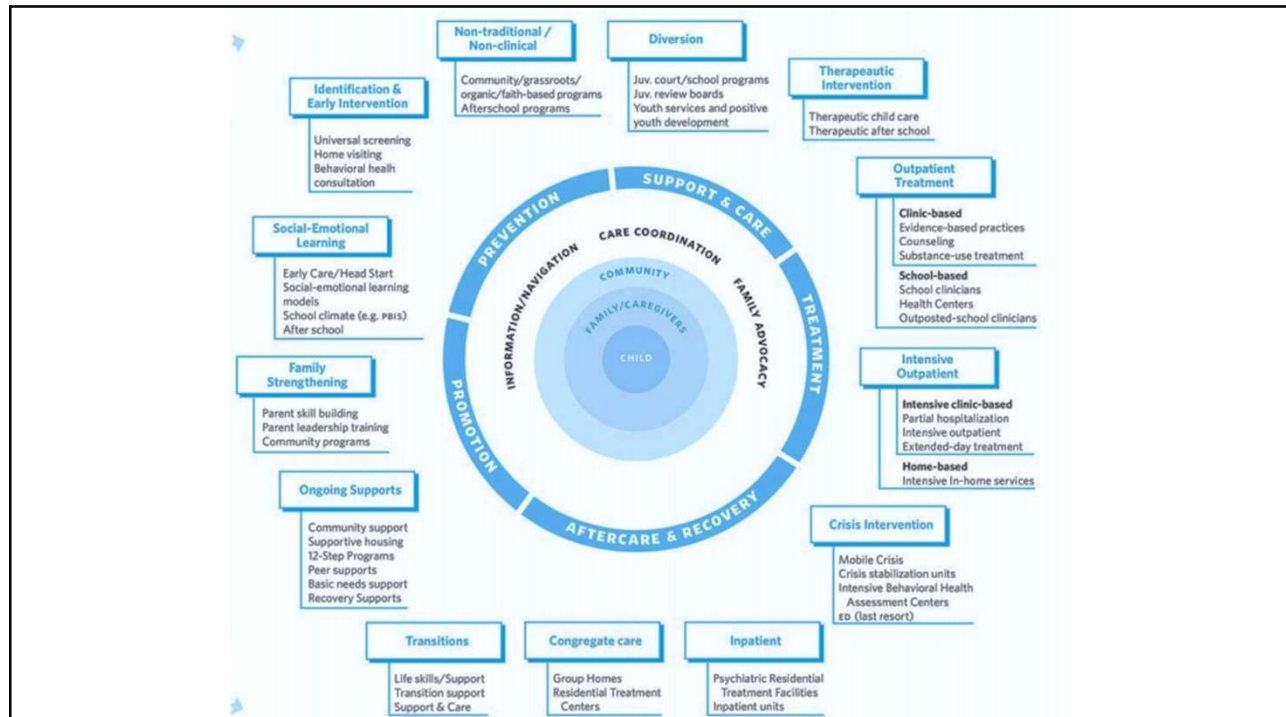 Non-traditional /
Non-clinical
Community/grassroots/
organic/faith-based programs
Afterschool programs
Diversion
Juv. court/school programs
Juv. review boards
Youth services and positive
youth development
Therapeautic
Intervention
Therapeutic child care
Therapeutic after school
Identification &
Early Intervention
Universal screening
Home visiting
Behavioral healh
consultation
Outpatient
Treatment
Clinic-based
Evidence-based practices
Counseling
Substance-use treatment
School-based
School clinicians
Health Centers
Outposted-school clinicians
Social-Emotional
Learning
Early Care/Head Start
Social-emotional learning
models
School climate (e.g. PBIS)
After school
PREVENTION
SUPPORT & CARE
TREATMENT
AFTERCARE & RECOVERY
PROMOTION
INFORMATION/NAVIGATION
CARE COORDINATION
FAMILY ADVOCACY
COMMUNITY
FAMILY/CAREGIVERS
CHILD
Family
Strengthening
Parent skill building
Parent leadership training
Community programs
Intensive
Outpatient
Intensive clinic-based
Partial hospitalization
Intensive outpatient
Extended-day treatment
Home-based
Intensive In-home services
Ongoing Supports
Community support
Supportive housing
12-Step Programs
Peer supports
Basic needs support
Recovery Supports
Crisis Intervention
Mobile Crisis
Crisis stabilization units
Intensive Behavioral Health
Assessment Centers
ED (last resort)
Transitions
Life skills/Support
Transition support
Support & Care
Congregate care
Group Homes
Residential Treatment
Centers
Inpatient
Psychiatric Residential
Treatment Facilities
Inpatient units